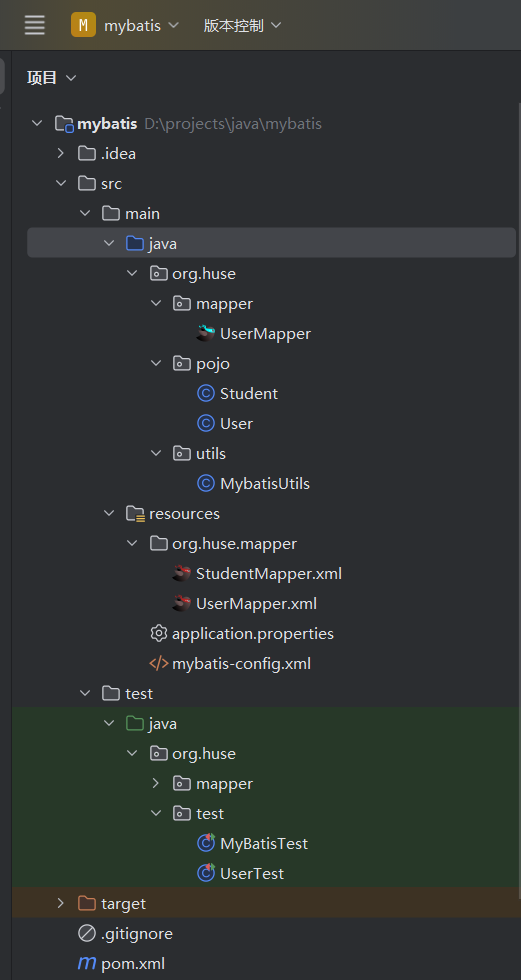 M mybatis 版本控制
项目
mybatis D:\projects\java\mybatis
.idea
src
main
java
org.huse
mapper
UserMapper
pojo
C Student
C User
utils
C MybatisUtils
resources
org.huse.mapper
StudentMapper.xml
UserMapper.xml
application.properties
</> mybatis-config.xml
test
java
org.huse
mapper
test
C MyBatisTest
C UserTest
target
.gitignore
m pom.xml